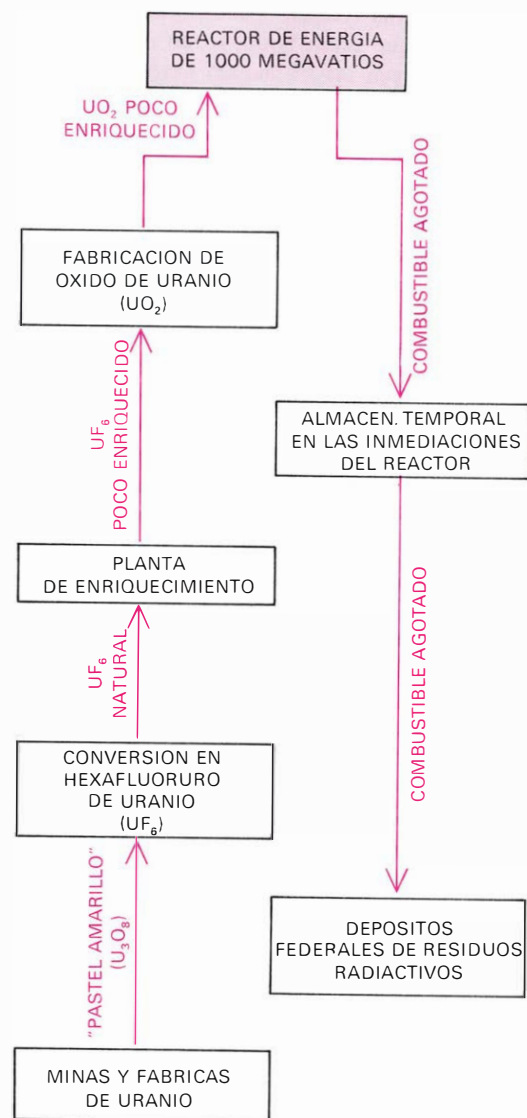 REACTOR DE ENERGIA
DE 1000 MEGAVATIOS
UO₂ POCO
ENRIQUECIDO
COMBUSTIBLE AGOTADO
FABRICACION DE
OXIDO DE URANIO
(UO₂)
UF₆
POCO ENRIQUECIDO
ALMACEN. TEMPORAL
EN LAS INMEDIACIONES
DEL REACTOR
PLANTA
DE ENRIQUECIMIENTO
UF₆
NATURAL
COMBUSTIBLE AGOTADO
CONVERSION EN
HEXAFLUORURO
DE URANIO
(UF₆)
"PASTEL AMARILLO"
(U₃O₈)
DEPOSITOS
FEDERALES DE RESIDUOS
RADIACTIVOS
MINAS Y FABRICAS
DE URANIO